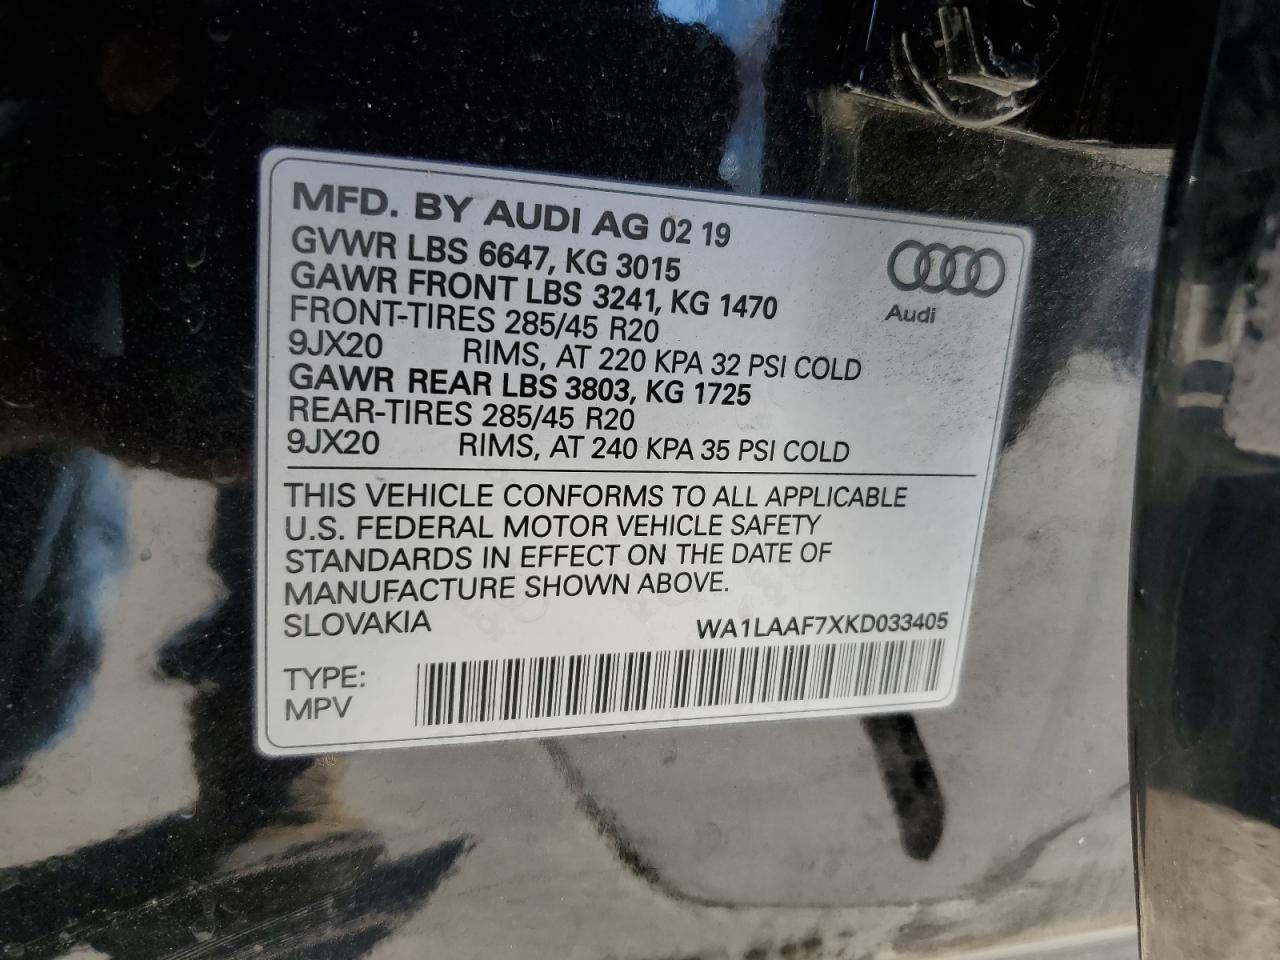 MFD. BY AUDI AG 02 19
GVWR LBS 6647, KG 3015
GAWR FRONT LBS 3241, KG 1470
FRONT-TIRES 285/45 R20
9JX20 RIMS, AT 220 KPA 32 PSI COLD
GAWR REAR LBS 3803, KG 1725
REAR-TIRES 285/45 R20
9JX20 RIMS, AT 240 KPA 35 PSI COLD
Audi
THIS VEHICLE CONFORMS TO ALL APPLICABLE
U.S. FEDERAL MOTOR VEHICLE SAFETY
STANDARDS IN EFFECT ON THE DATE OF
MANUFACTURE SHOWN ABOVE.
SLOVAKIA WA1LAAF7XKD033405
TYPE:
MPV